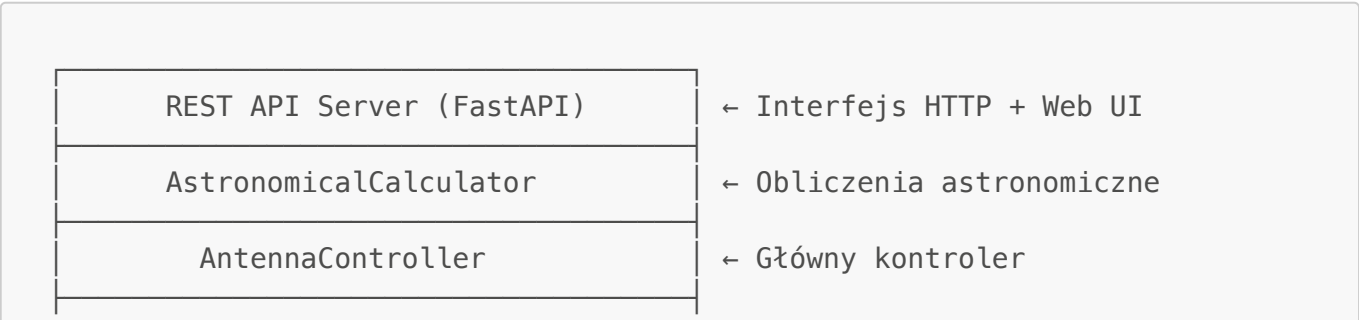 REST API Server (FastAPI) ← Interfejs HTTP + Web UI
AstronomicalCalculator ← Obliczenia astronomiczne
AntennaController ← Główny kontroler